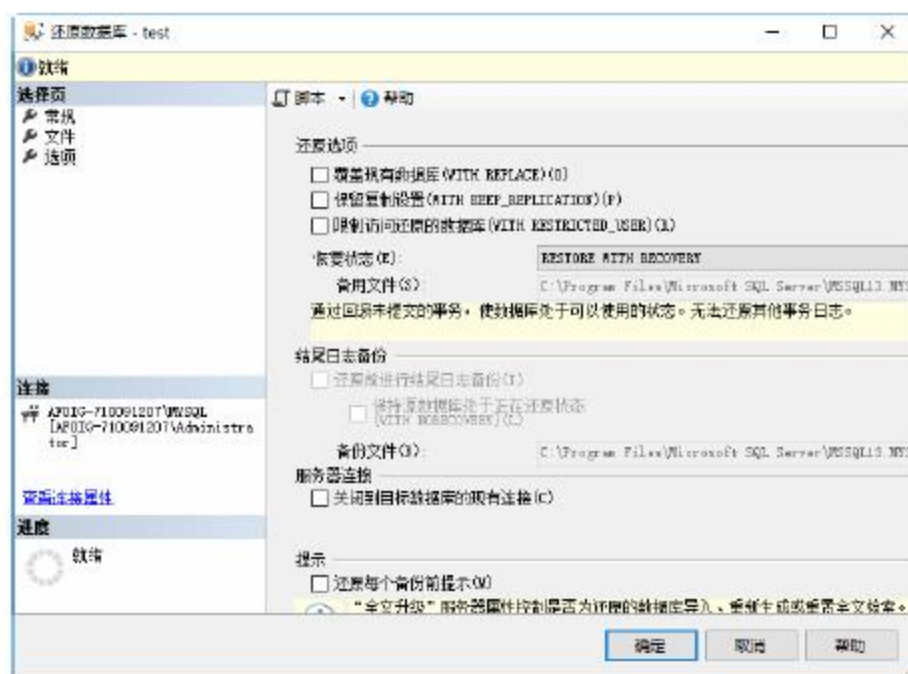 还原数据库 - test
就绪
选择页
常规
文件
选项
脚本 帮助
还原选项
覆盖现有数据库(WITH REPLACE)(O)
保留复制设置(WITH KEEP_REPLICATION)(P)
限制访问还原的数据库(WITH RESTRICTED_USER)(R)
恢复状态(E):
RESTORE WITH RECOVERY
备用文件(S):
C:\Program Files\Microsoft SQL Server\MSSQL13.MYS
通过回滚未提交的事务,使数据库处于可以使用的状态。无法还原其他事务日志。
结尾日志备份
还原前进行结尾日志备份(T)
保持源数据库处于正在还原状态
(WITH NORECOVERY)(L)
备份文件(B):
C:\Program Files\Microsoft SQL Server\MSSQL13.MYS
服务器连接
关闭到目标数据库的现有连接(C)
提示
还原每个备份前提示(M)
“全文升级”服务器属性控制是否为还原的数据库导入、重新生成或重置全文检索。
连接
查看连接属性
进度
就绪
确定
取消
帮助